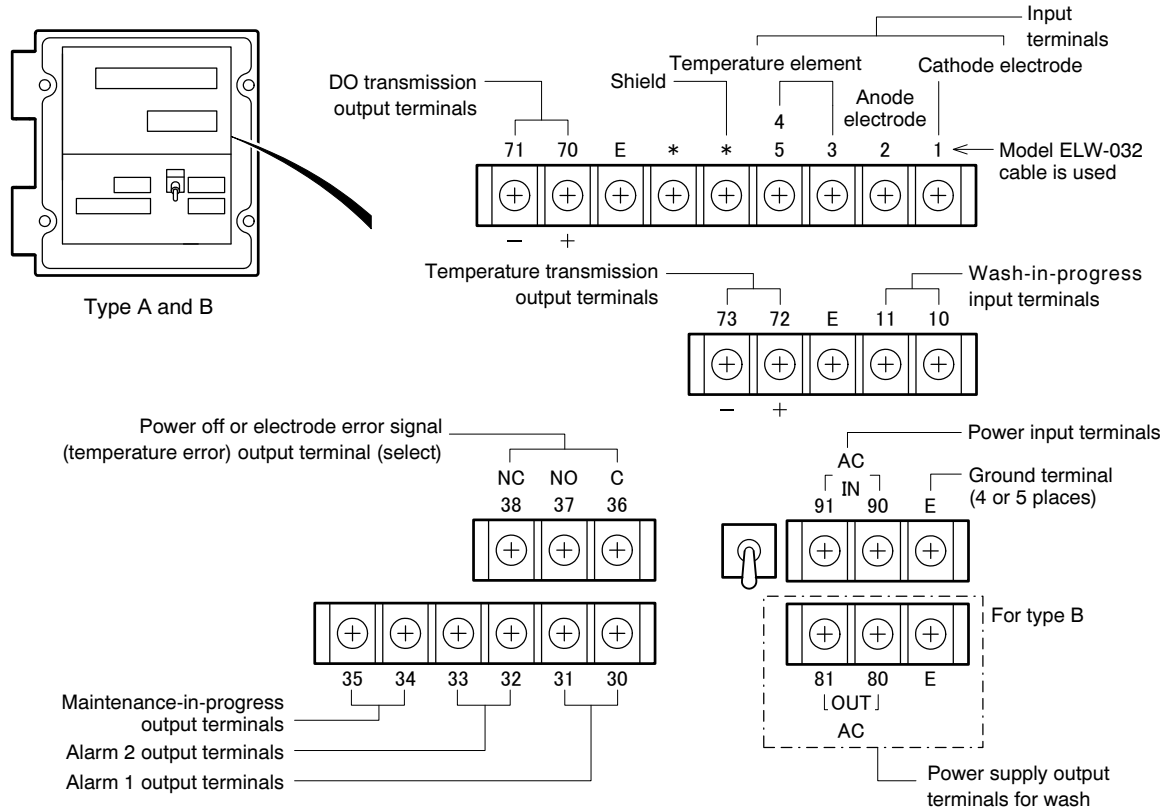 Input
terminals
Temperature element
Cathode electrode
DO transmission
output terminals
Shield
Anode
electrode
4
71 70 E * * 5 3 2 1
Model ELW-032
cable is used
− +
Type A and B
Temperature transmission
output terminals
Wash-in-progress
input terminals
73 72 E 11 10
− +
Power off or electrode error signal
(temperature error) output terminal (select)
NC NO C
38 37 36
Power input terminals
AC
IN
Ground terminal
(4 or 5 places)
91 90 E
For type B
35 34 33 32 31 30
81 80 E
OUT
AC
Maintenance-in-progress
output terminals
Alarm 2 output terminals
Alarm 1 output terminals
Power supply output
terminals for wash